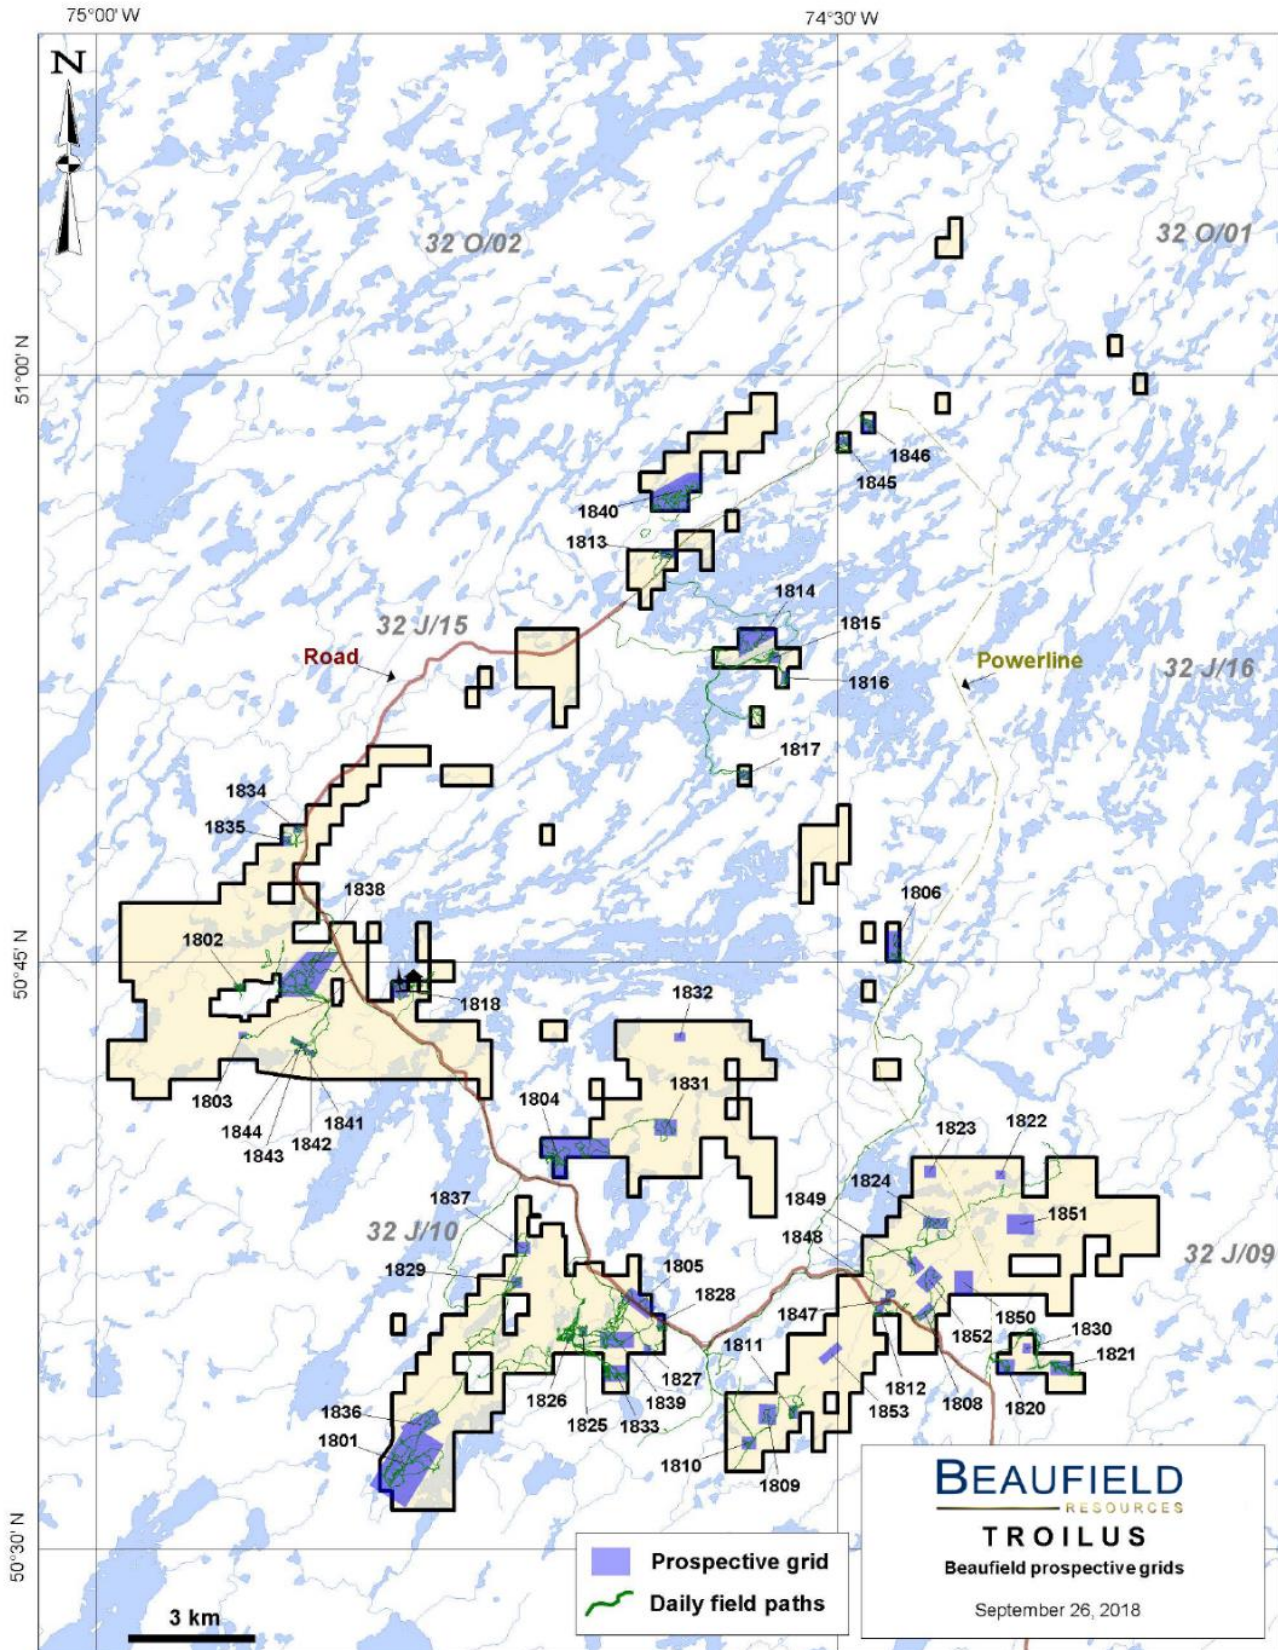 75°00' W
74°30' W
N
32 O/02
32 O/01
51°00' N
1846
1845
1840
1813
1814
32 J/15
1815
Road
Powerline
32 J/16
1816
1817
1834
1835
1838
1806
1802
50°45' N
1818
1832
1831
1804
1803
1841
1844
1842
1843
1823
1822
1824
1837
1849
1851
32 J/10
1848
32 J/09
1829
1805
1828
1847
1850
1852
1830
1811
1821
1827
1812
1808
1826
1839
1853
1820
1836
1825
1833
1801
1810
1809
BEAUFIELD
RESOURCES
TROILUS
Beaufield prospective grids
September 26, 2018
50°30' N
Prospective grid
Daily field paths
3 km